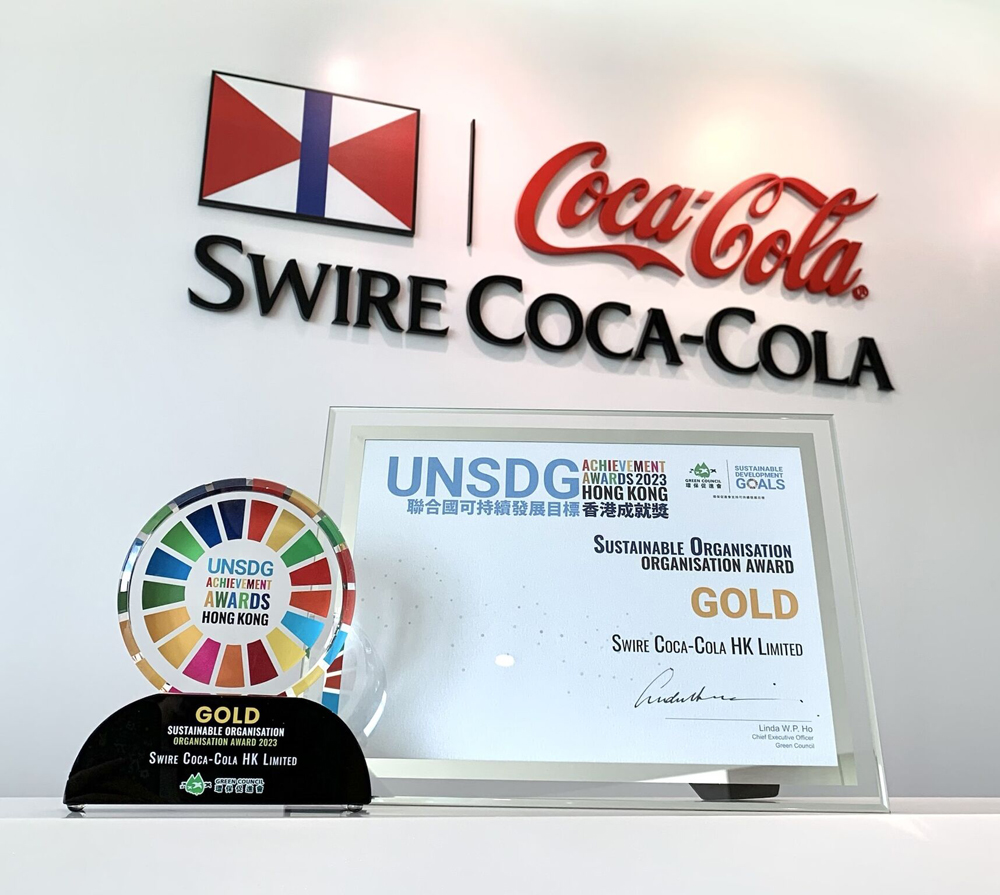 Coca-Cola
SWIRE COCA-COLA
UNSDG
ACHIEVEMENT
AWARDS 2023
HONG KONG
聯合國可持續發展目標香港成就獎
GREEN COUNCIL
環保促進會
SUSTAINABLE
DEVELOPMENT
GOALS
SUSTAINABLE ORGANISATION
ORGANISATION AWARD
GOLD
SWIRE COCA-COLA HK LIMITED
Linda W.P. Ho
Chief Executive Officer
Green Council
UNSDG
ACHIEVEMENT
AWARDS
HONG KONG
GOLD
SUSTAINABLE ORGANISATION
ORGANISATION AWARD 2023
SWIRE COCA-COLA HK LIMITED
GREEN COUNCIL
環保促進會